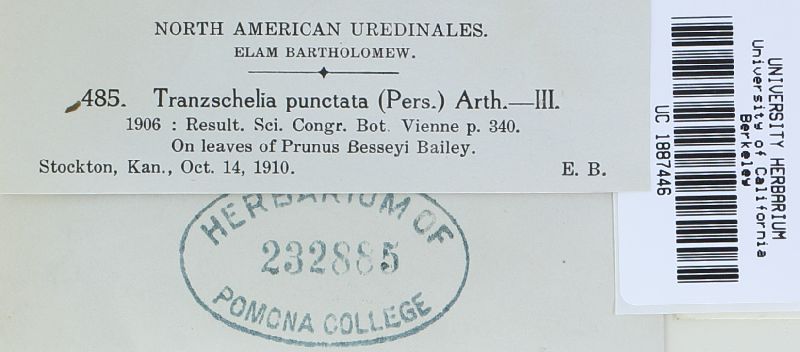 NORTH AMERICAN UREDINALES.
ELAM BARTHOLOMEW.
485. Tranzschelia punctata (Pers.) Arth.—III.
1906 : Result. Sci. Congr. Bot. Vienne p. 340.
On leaves of Prunus Besseyi Bailey.
Stockton, Kan., Oct. 14, 1910. E. B.
HERBARIUM OF
232885
POMONA COLLEGE
UNIVERSITY HERBARIUM
University of California
Berkeley
UC 1887446